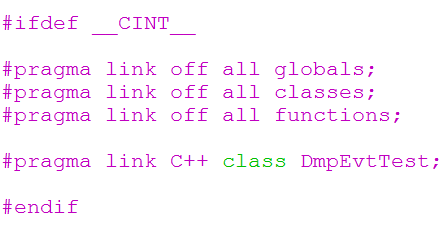 #ifdef __CINT__
#pragma link off all globals;
#pragma link off all classes;
#pragma link off all functions;
#pragma link C++ class DmpEvtTest;
#endif